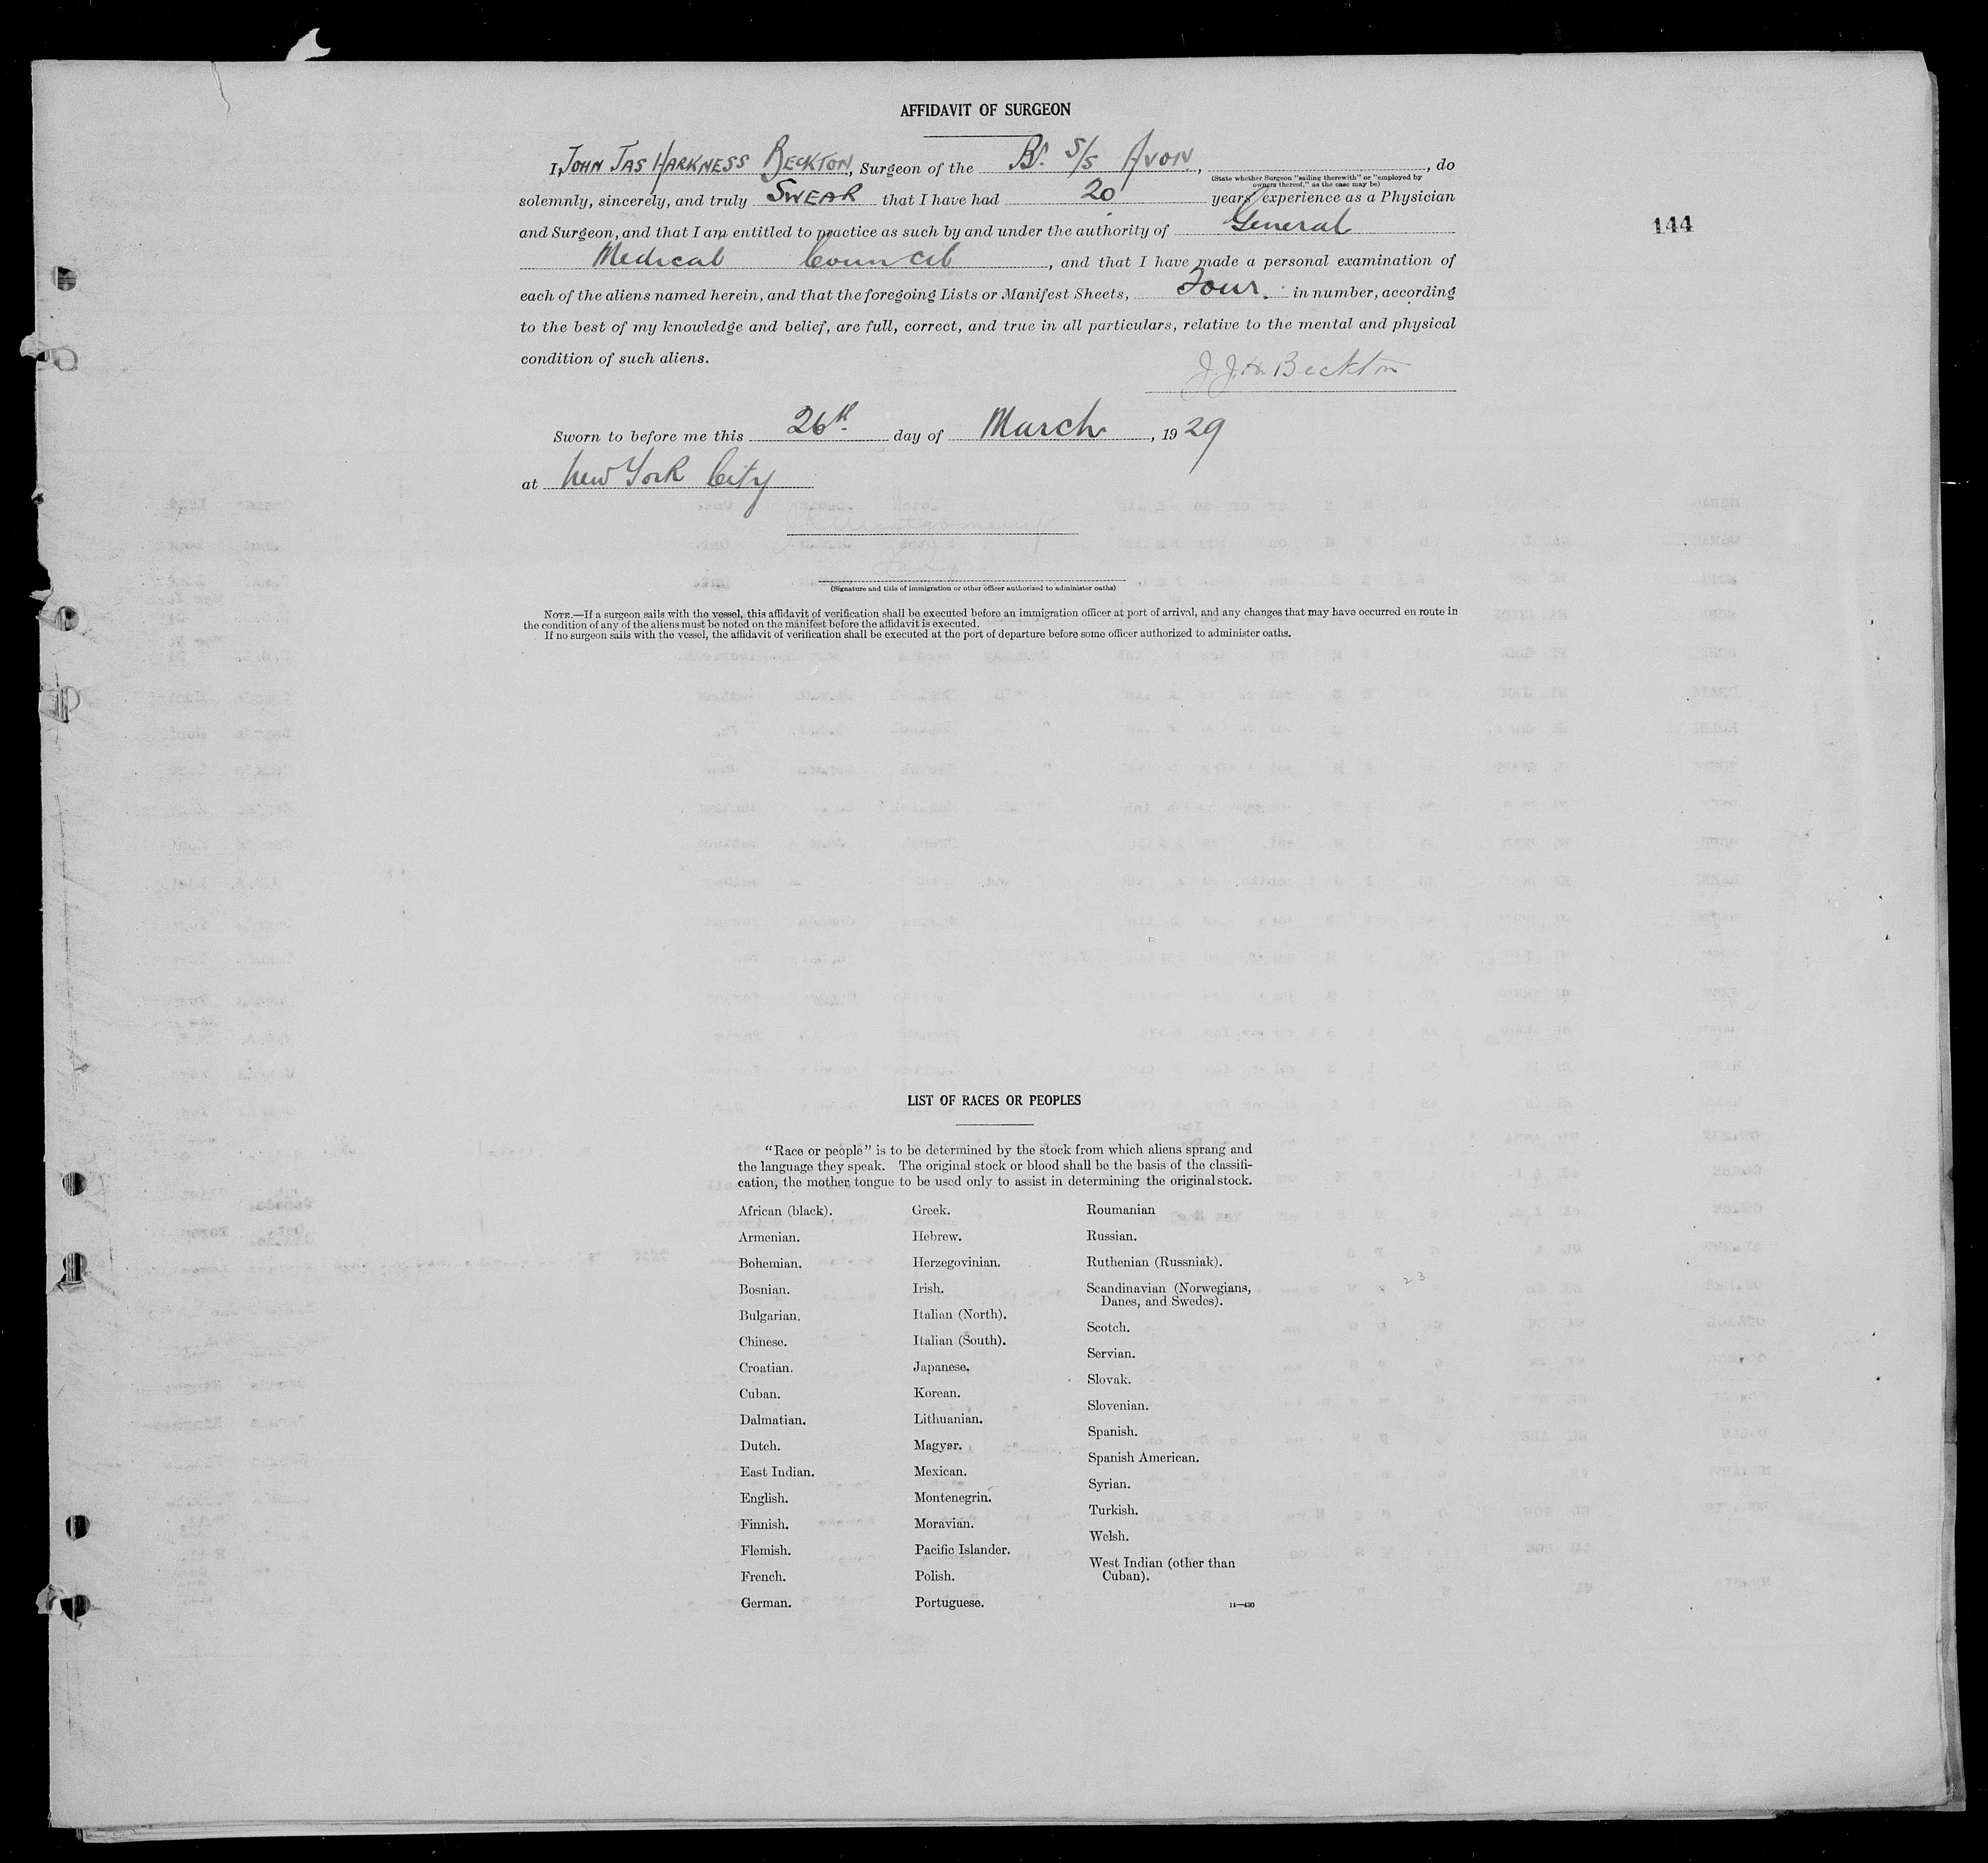 AFFIDAVIT OF SURGEON
I, JOHN JAS HARKNESS BECKTON, Surgeon of the Br. S/S AVON, , do
(State whether Surgeon "sailing therewith" or "employed by
owners thereof," as the case may be)
solemnly, sincerely, and truly SWEAR that I have had 20 years experience as a Physician
and Surgeon, and that I am entitled to practice as such by and under the authority of General
144
Medical Council, and that I have made a personal examination of
each of the aliens named herein, and that the foregoing Lists or Manifest Sheets, Four. in number, according
to the best of my knowledge and belief, are full, correct, and true in all particulars, relative to the mental and physical
condition of such aliens.
J. J. H. Beckton
Sworn to before me this 26th day of March, 1929
at New York City
(Signature and title of immigration or other officer authorized to administer oaths)
NOTE.—If a surgeon sails with the vessel, this affidavit of verification shall be executed before an immigration officer at port of arrival, and any changes that may have occurred en route in
the condition of any of the aliens must be noted on the manifest before the affidavit is executed.
If no surgeon sails with the vessel, the affidavit of verification shall be executed at the port of departure before some officer authorized to administer oaths.
LIST OF RACES OR PEOPLES
"Race or people" is to be determined by the stock from which aliens sprang and
the language they speak. The original stock or blood shall be the basis of the classifi-
cation, the mother tongue to be used only to assist in determining the original stock.
African (black).
Armenian.
Bohemian.
Bosnian.
Bulgarian.
Chinese.
Croatian.
Cuban.
Dalmatian.
Dutch.
East Indian.
English.
Finnish.
Flemish.
French.
German.
Greek.
Hebrew.
Herzegovinian.
Irish.
Italian (North).
Italian (South).
Japanese.
Korean.
Lithuanian.
Magyar.
Mexican.
Montenegrin.
Moravian.
Pacific Islander.
Polish.
Portuguese.
Roumanian
Russian.
Ruthenian (Russniak).
Scandinavian (Norwegians,
Danes, and Swedes).
Scotch.
Servian.
Slovak.
Slovenian.
Spanish.
Spanish American.
Syrian.
Turkish.
Welsh.
West Indian (other than
Cuban).
23
14—430